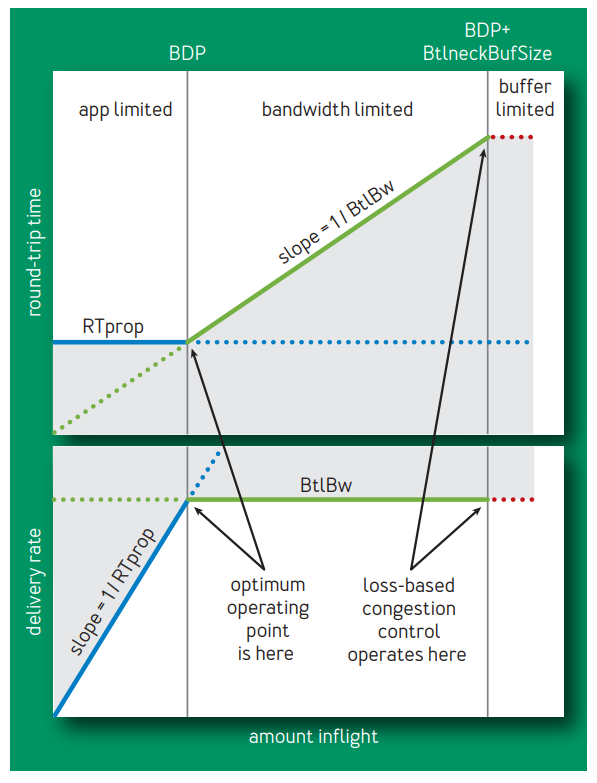 BDP
BDP+
BtlneckBufSize
app limited
bandwidth limited
buffer
limited
round-trip time
slope = 1 / BtlBw
RTprop
delivery rate
BtlBw
slope = 1 / RTprop
optimum
operating
point
is here
loss-based
congestion
control
operates here
amount inflight